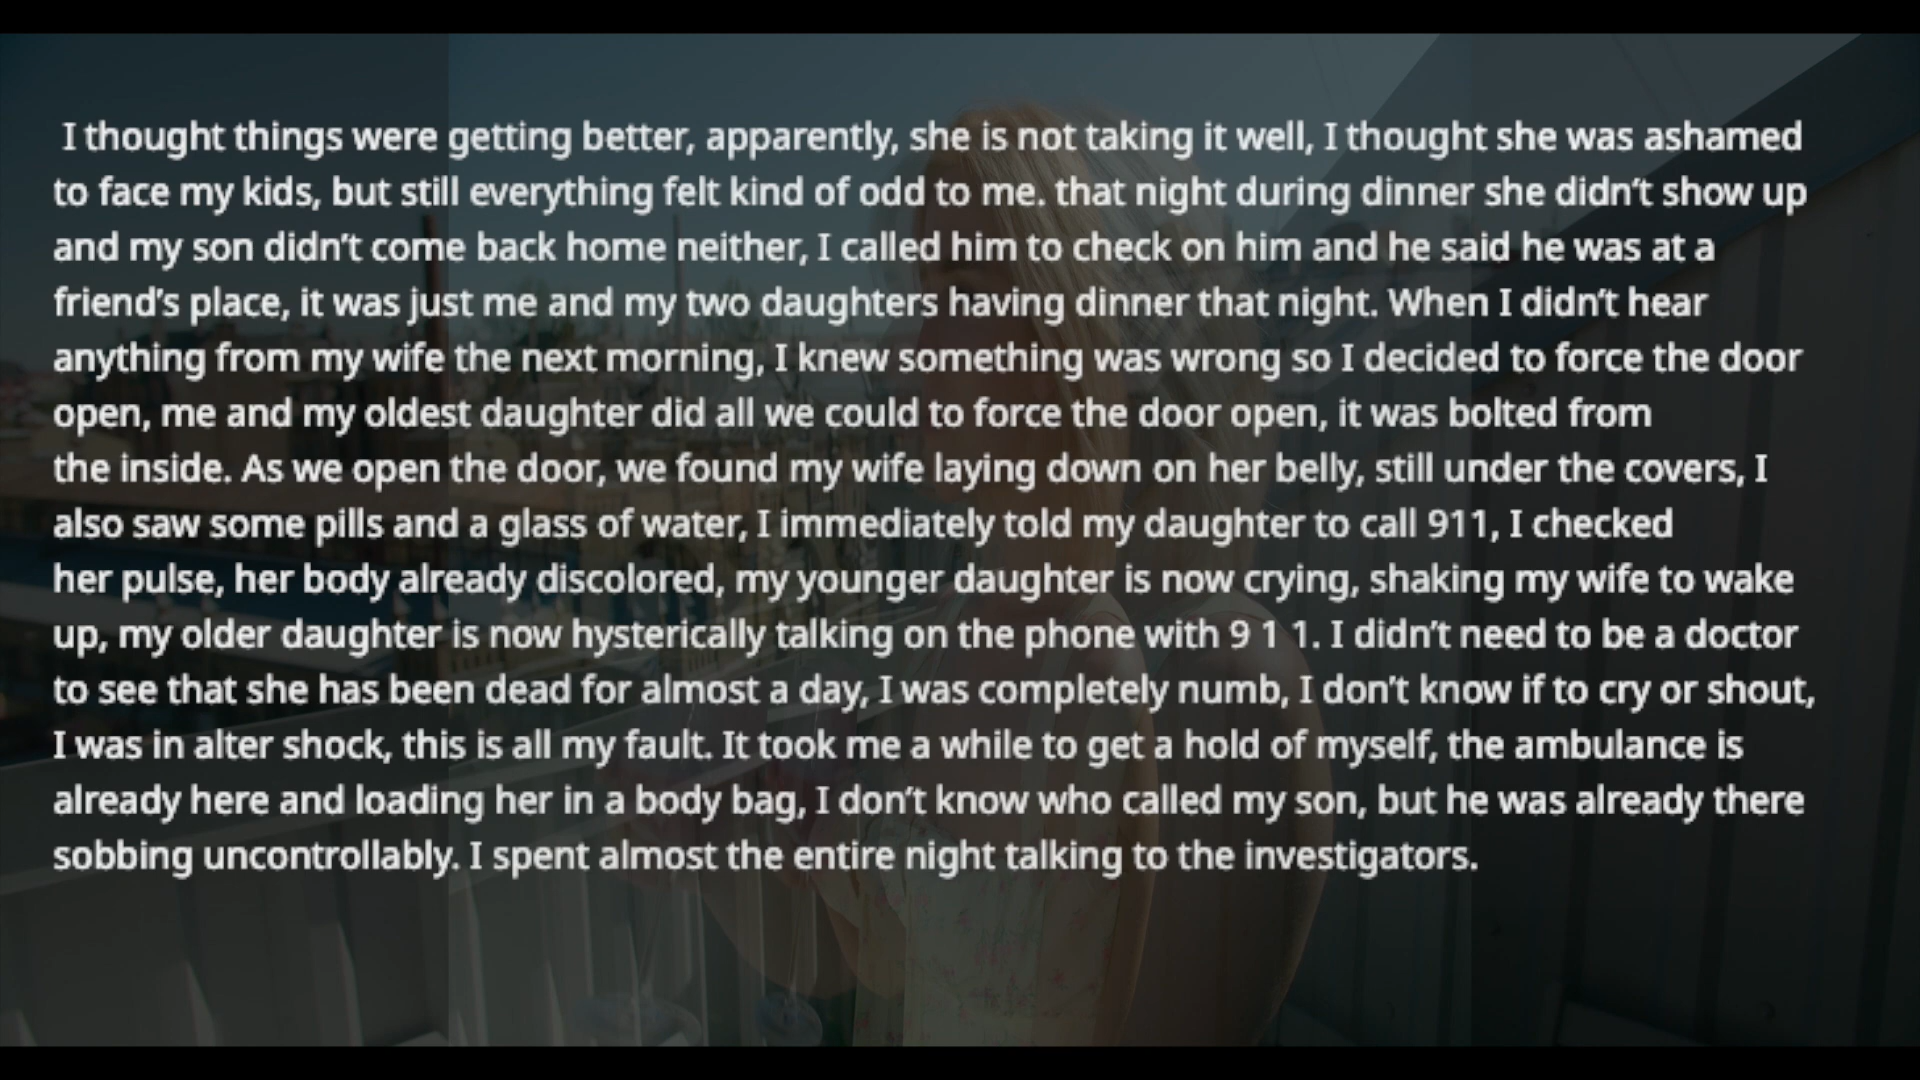 I thought things were getting better, apparently, she is not taking it well, I thought she was ashamed
to face my kids, but still everything felt kind of odd to me. that night during dinner she didn't show up
and my son didn't come back home neither, I called him to check on him and he said he was at a
friend's place, it was just me and my two daughters having dinner that night. When I didn't hear
anything from my wife the next morning, I knew something was wrong so I decided to force the door
open, me and my oldest daughter did all we could to force the door open, it was bolted from
the inside. As we open the door, we found my wife laying down on her belly, still under the covers, I
also saw some pills and a glass of water, I immediately told my daughter to call 911, I checked
her pulse, her body already discolored, my younger daughter is now crying, shaking my wife to wake
up, my older daughter is now hysterically talking on the phone with 9 1 1. I didn't need to be a doctor
to see that she has been dead for almost a day, I was completely numb, I don't know if to cry or shout,
I was in alter shock, this is all my fault. It took me a while to get a hold of myself, the ambulance is
already here and loading her in a body bag, I don't know who called my son, but he was already there
sobbing uncontrollably. I spent almost the entire night talking to the investigators.